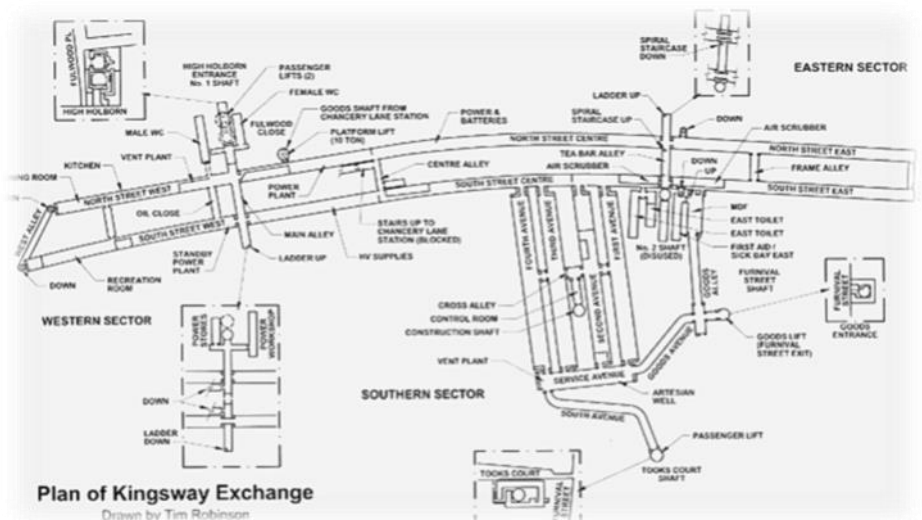 FULWOOD PL.
HIGH HOLBORN
HIGH HOLBORN
ENTRANCE
No. 1 SHAFT
PASSENGER
LIFTS (2)
FEMALE WC
MALE WC
FULWOOD
CLOSE
GOODS SHAFT FROM
CHANCERY LANE STATION
PLATFORM LIFT
(10 TON)
POWER &
BATTERIES
SPIRAL
STAIRCASE
DOWN
EASTERN SECTOR
LADDER UP
SPIRAL
STAIRCASE UP
DOWN
AIR SCRUBBER
NORTH STREET CENTRE
NORTH STREET EAST
TEA BAR ALLEY
AIR SCRUBBER
DOWN
UP
FRAME ALLEY
VENT PLANT
KITCHEN
ROOM
NORTH STREET WEST
POWER
PLANT
CENTRE ALLEY
SOUTH STREET CENTRE
SOUTH STREET EAST
WEST ALLEY
OIL CLOSE
SOUTH STREET WEST
MAIN ALLEY
STAIRS UP TO
CHANCERY LANE
STATION (BLOCKED)
STANDBY
POWER
PLANT
LADDER UP
HV SUPPLIES
DOWN
RECREATION
ROOM
FOURTH AVENUE
THIRD AVENUE
SECOND AVENUE
FIRST AVENUE
MDF
EAST TOILET
EAST TOILET
No. 2 SHAFT
(DISUSED)
FIRST AID /
SICK BAY EAST
GOODS
ALLEY
FURNIVAL
STREET
SHAFT
FURNIVAL
STREET
GOODS
ENTRANCE
WESTERN SECTOR
CROSS ALLEY
CONTROL ROOM
CONSTRUCTION SHAFT
GOODS LIFT
(FURNIVAL
STREET EXIT)
POWER
STORES
POWER
WORKSHOP
DOWN
LADDER
DOWN
VENT PLANT
SERVICE AVENUE
GOODS AVENUE
ARTESIAN
WELL
SOUTHERN SECTOR
SOUTH AVENUE
PASSENGER LIFT
TOOKS COURT
SHAFT
TOOKS COURT
FURNIVAL
STREET
Plan of Kingsway Exchange
Drawn by Tim Robinson